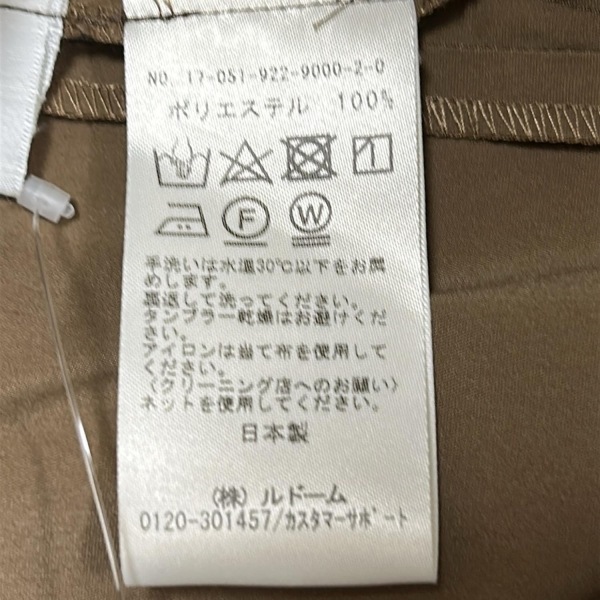 NO. 17-051-922-9000-2-0
ポリエステル 100%
F W
手洗いは水温30℃以下をお薦
めします。
裏返して洗ってください。
タンブラー乾燥はお避けくだ
さい。
アイロンは当て布を使用して
ください。
〈クリーニング店へのお願い〉
ネットを使用してください。
日本製
(株) ルドーム
0120-301457/カスタマーサポート